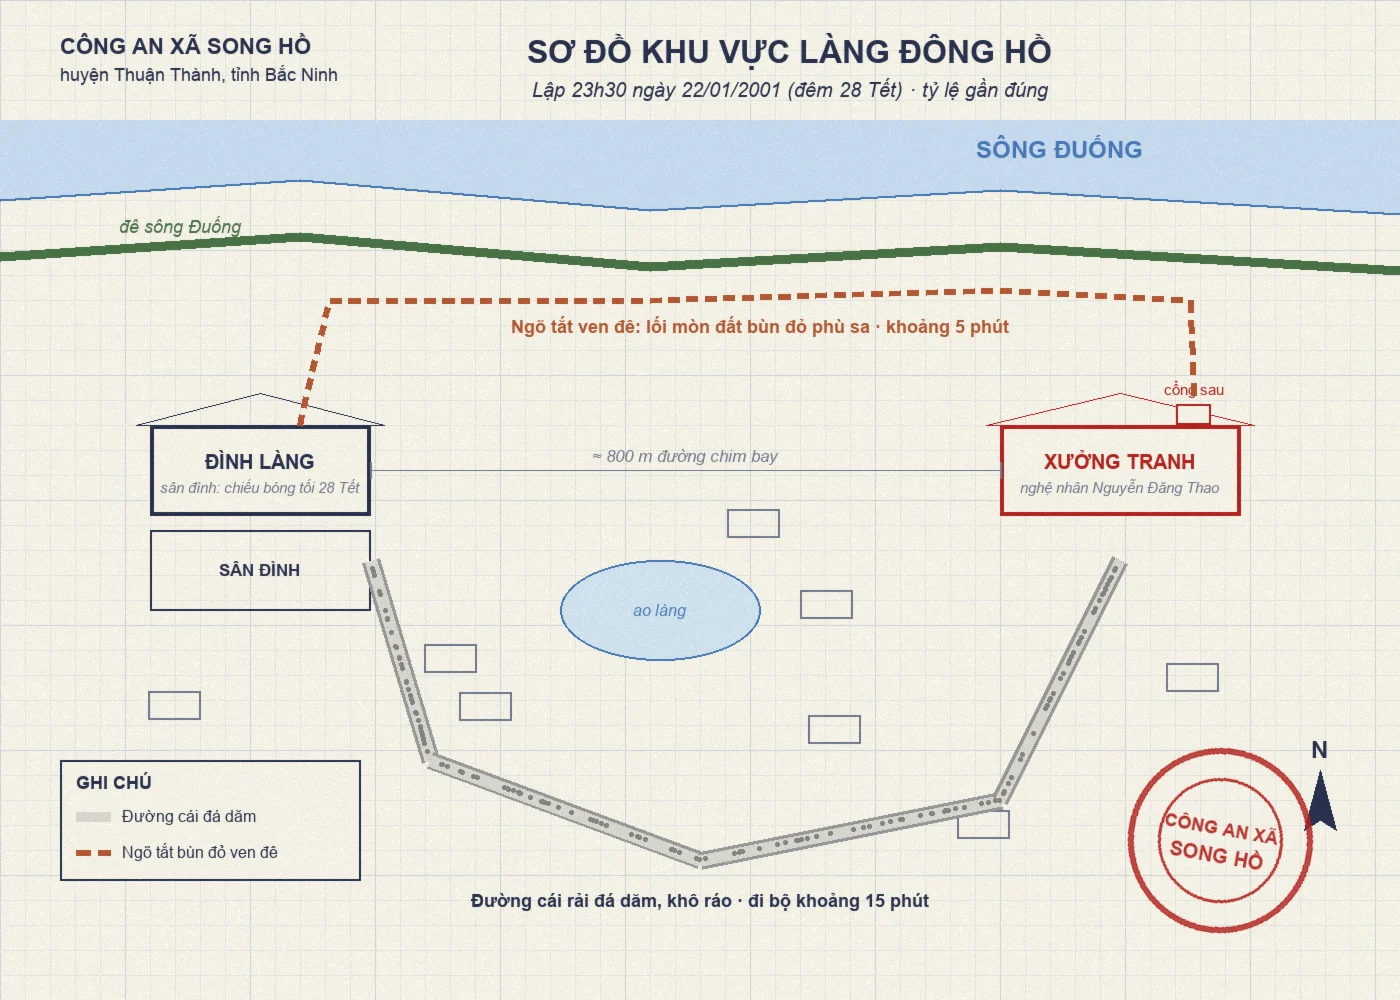 CÔNG AN XÃ SONG HỒ
huyện Thuận Thành, tỉnh Bắc Ninh
SƠ ĐỒ KHU VỰC LÀNG ĐÔNG HỒ
Lập 23h30 ngày 22/01/2001 (đêm 28 Tết) · tỷ lệ gần đúng
SÔNG ĐUỐNG
đê sông Đuống
Ngõ tắt ven đê: lối mòn đất bùn đỏ phù sa · khoảng 5 phút
cổng sau
ĐÌNH LÀNG
sân đình: chiếu bóng tối 28 Tết
≈ 800 m đường chim bay
XƯỞNG TRANH
nghệ nhân Nguyễn Đăng Thao
SÂN ĐÌNH
ao làng
GHI CHÚ
Đường cái đá dăm
Ngõ tắt bùn đỏ ven đê
Đường cái rải đá dăm, khô ráo · đi bộ khoảng 15 phút
N
CÔNG AN XÃ
SONG HỒ